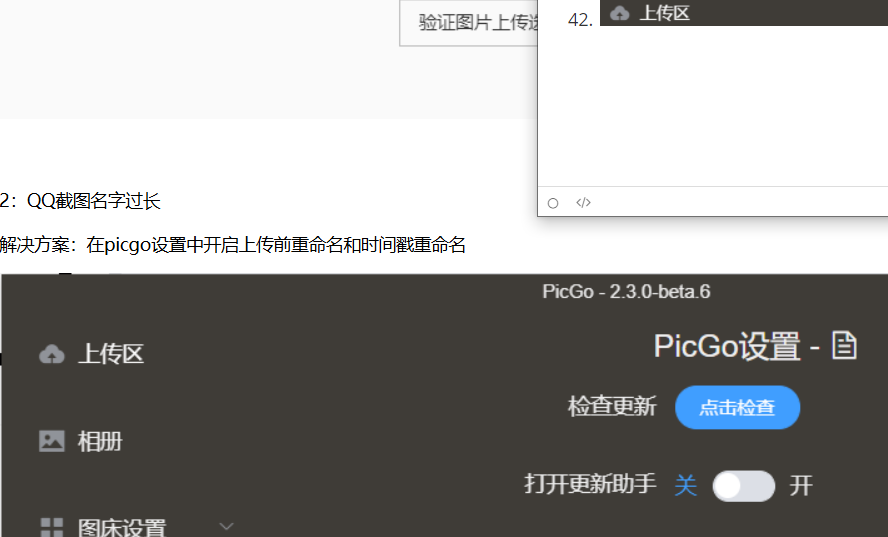 验证图片上传
42.
上传区
2：QQ截图名字过长
解决方案：在picgo设置中开启上传前重命名和时间戳重命名
PicGo - 2.3.0-beta.6
PicGo设置 -
上传区
检查更新 点击检查
相册
打开更新助手 关 开
图床设置